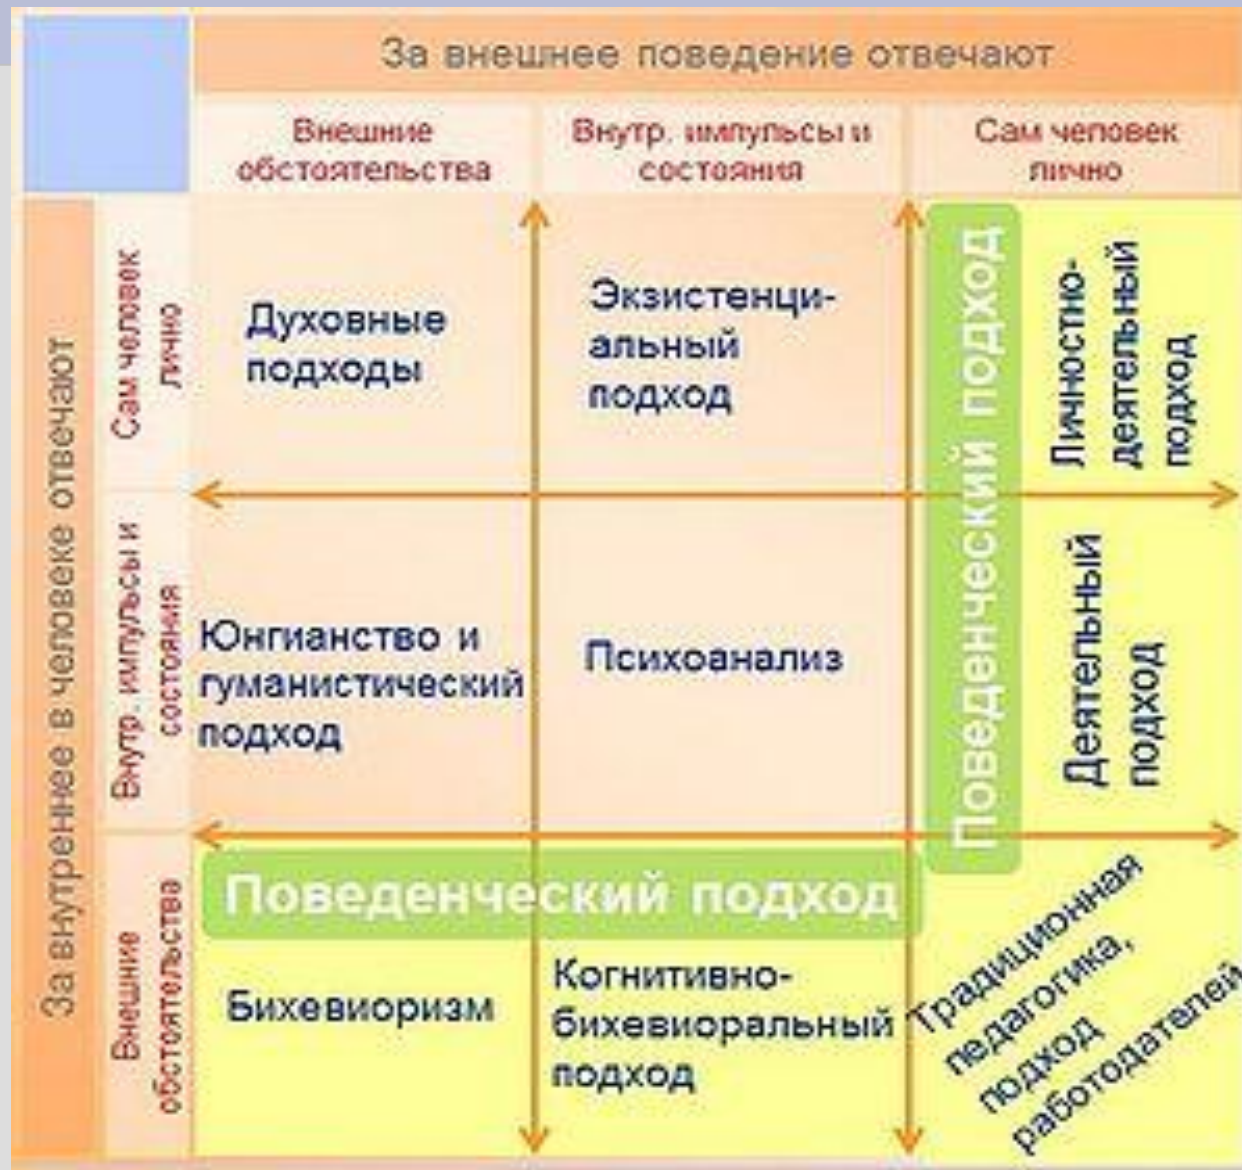 За внешнее поведение отвечают
Внешние
обстоятельства
Внутр. импульсы и
состояния
Сам человек
лично
За внутреннее в человеке отвечают
Сам человек
лично
Духовные
подходы
Экзистенци-
альный
подход
Поведенческий подход
Личностно-
деятельный
подход
Внутр. импульсы и
состояния
Юнгианство и
гуманистический
подход
Психоанализ
Деятельный
подход
Внешние
обстоятельства
Поведенческий подход
Бихевиоризм
Когнитивно-
бихевиоральный
подход
Традиционная
педагогика,
подход
работодателей